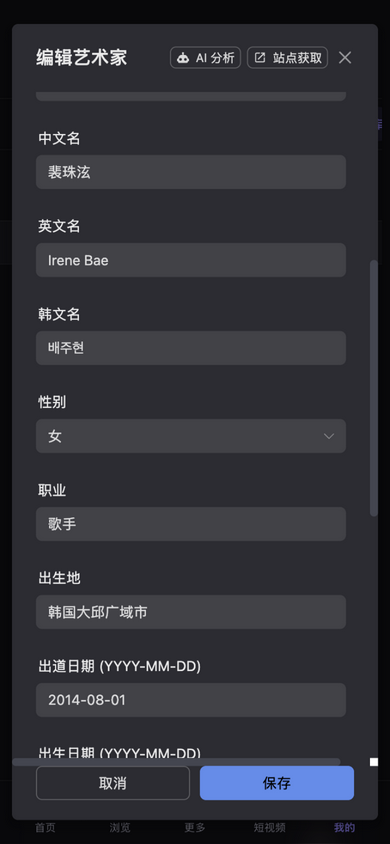 编辑艺术家
AI 分析
站点获取
中文名
裴珠泫
英文名
Irene Bae
韩文名
배주현
性别
女
职业
歌手
出生地
韩国大邱广域市
出道日期 (YYYY-MM-DD)
2014-08-01
出生日期 (YYYY-MM-DD)
取消
保存
首页
浏览
更多
短视频
我的